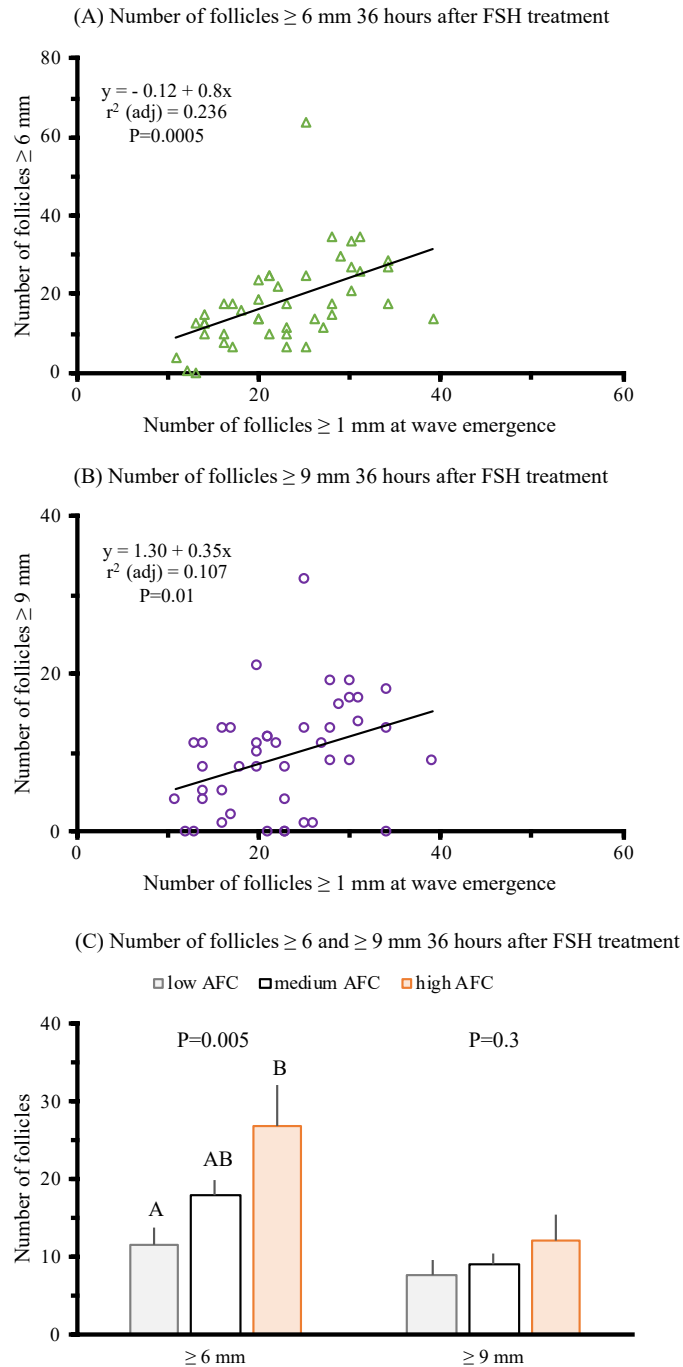 (A) Number of follicles ≥ 6 mm 36 hours after FSH treatment
80
60
40
20
0
Number of follicles ≥ 6 mm
y = - 0.12 + 0.8x
r² (adj) = 0.236
P=0.0005
0 20 40 60
Number of follicles ≥ 1 mm at wave emergence
(B) Number of follicles ≥ 9 mm 36 hours after FSH treatment
40
20
0
Number of follicles ≥ 9 mm
y = 1.30 + 0.35x
r² (adj) = 0.107
P=0.01
0 20 40 60
Number of follicles ≥ 1 mm at wave emergence
(C) Number of follicles ≥ 6 and ≥ 9 mm 36 hours after FSH treatment
low AFC medium AFC high AFC
40
30
20
10
0
Number of follicles
P=0.005 P=0.3
A
AB
B
≥ 6 mm ≥ 9 mm